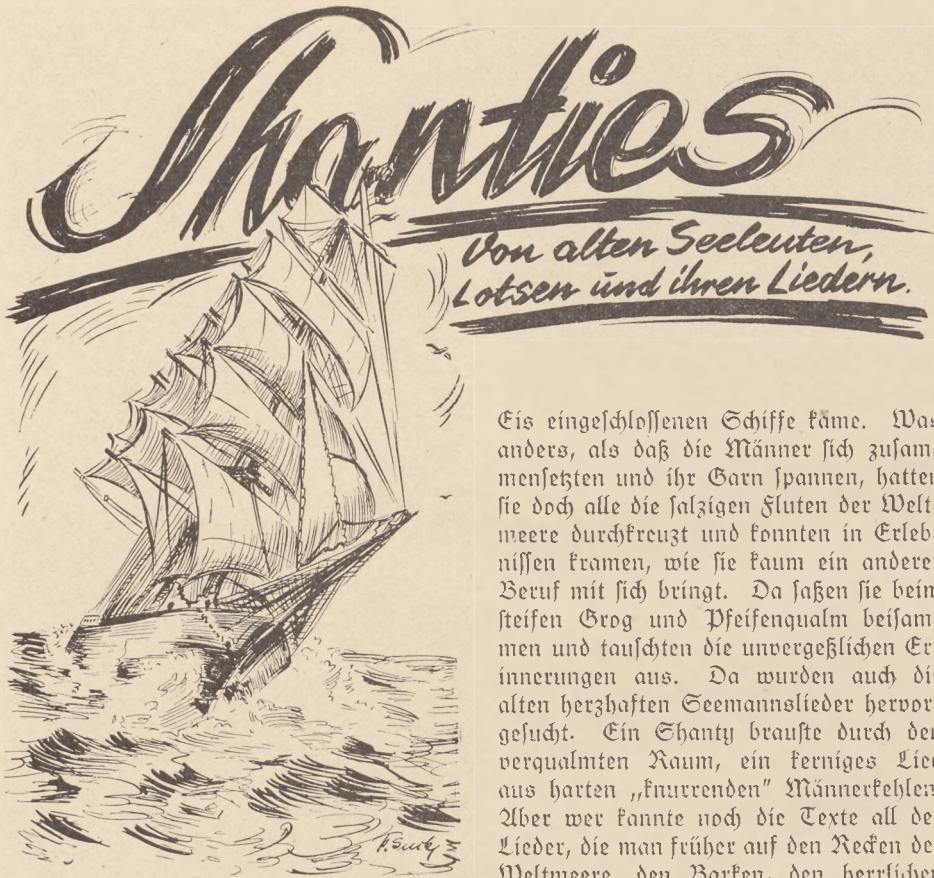 Shanties
Von alten Seeleuten,
Lotsen und ihren Liedern.
Eis eingeschlossenen Schiffe käme. Was
anders, als daß die Männer sich zusam-
mensetzten und ihr Garn spannen, hatten
sie doch alle die salzigen Fluten der Welt-
meere durchkreuzt und konnten in Erleb-
nissen kramen, wie sie kaum ein anderer
Beruf mit sich bringt. Da saßen sie beim
steifen Grog und Pfeifenqualm beisam-
men und tauschten die unvergeßlichen Er-
innerungen aus. Da wurden auch die
alten herzhaften Seemannslieder hervor-
gesucht. Ein Shanty brauste durch den
verqualmten Raum, ein kerniges Lied
aus harten „knurrenden" Männerkehlen.
Aber wer kannte noch die Texte all der
Lieder, die man früher auf den Recken der
Weltmeere, den Barken, den herrlichen